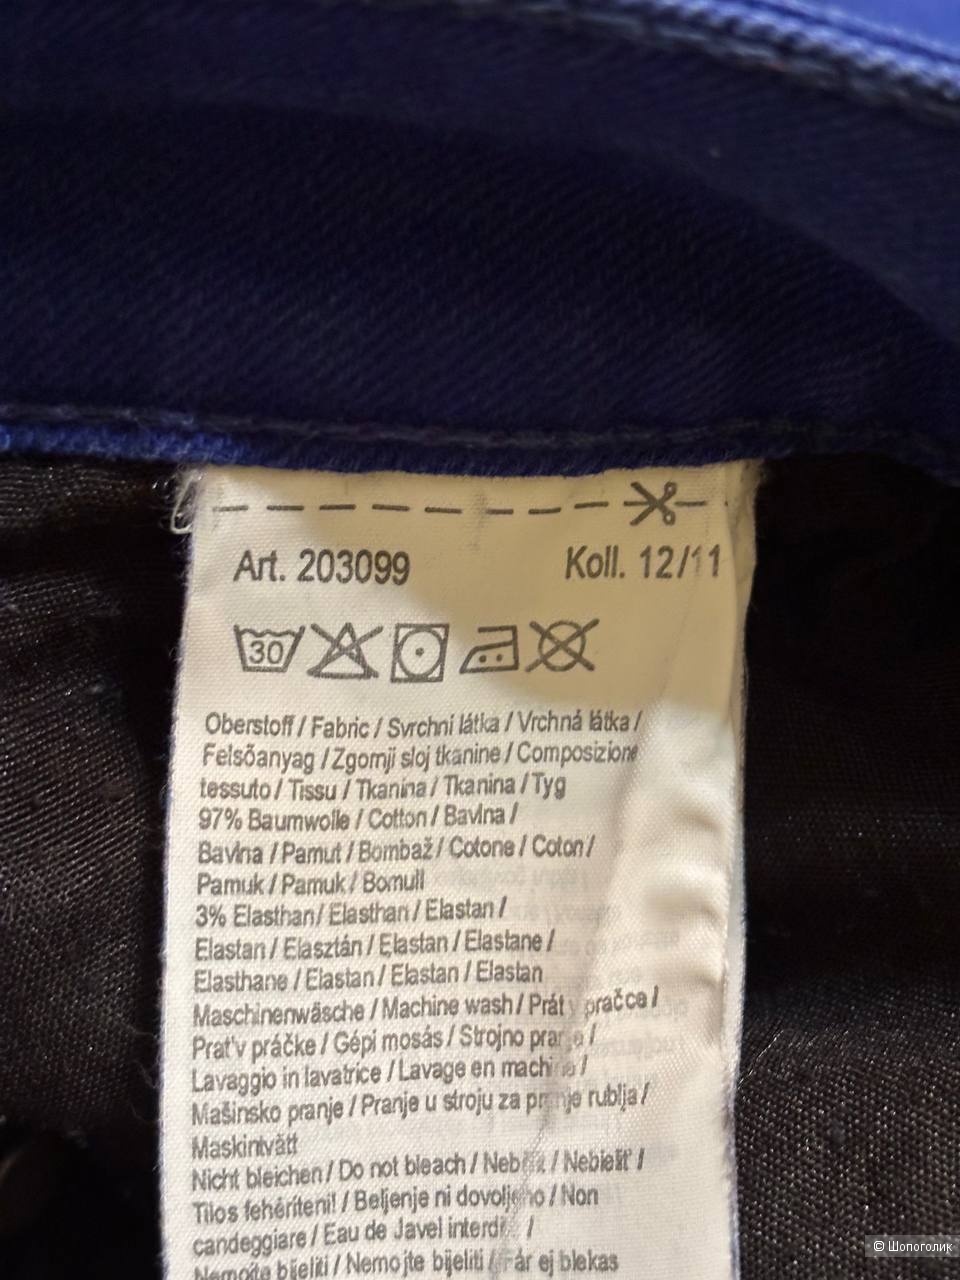 Art. 203099 Koll. 12/11
30
Oberstoff / Fabric / Svrchní látka / Vrchná látka /
Felsõanyag / Zgornji sloj tkanine / Composizione
tessuto / Tissu / Tkanina / Tkanina / Tyg
97% Baumwolle / Cotton / Bavlna /
Bavlna / Pamut / Bombaž / Cotone / Coton /
Pamuk / Pamuk / Bomull
3% Elasthan / Elasthan / Elastan /
Elastan / Elasztán / Elastan / Elastane /
Elasthane / Elastan / Elastan / Elastan
Maschinenwäsche / Machine wash / Prát v pračce /
Prat'v práčke / Gépi mosás / Strojno pranje /
Lavaggio in lavatrice / Lavage en machine /
Mašinsko pranje / Pranje u stroju za pranje rublja /
Maskintvätt
Nicht bleichen / Do not bleach / Nebieliť /
Tilos fehéríteni! / Beljenje ni dovoljeno / Non
candeggiare / Eau de Javel interdite /
Nemojte bijeliti / Nemojte bijeliti / Får ej blekas
© Шопоголик